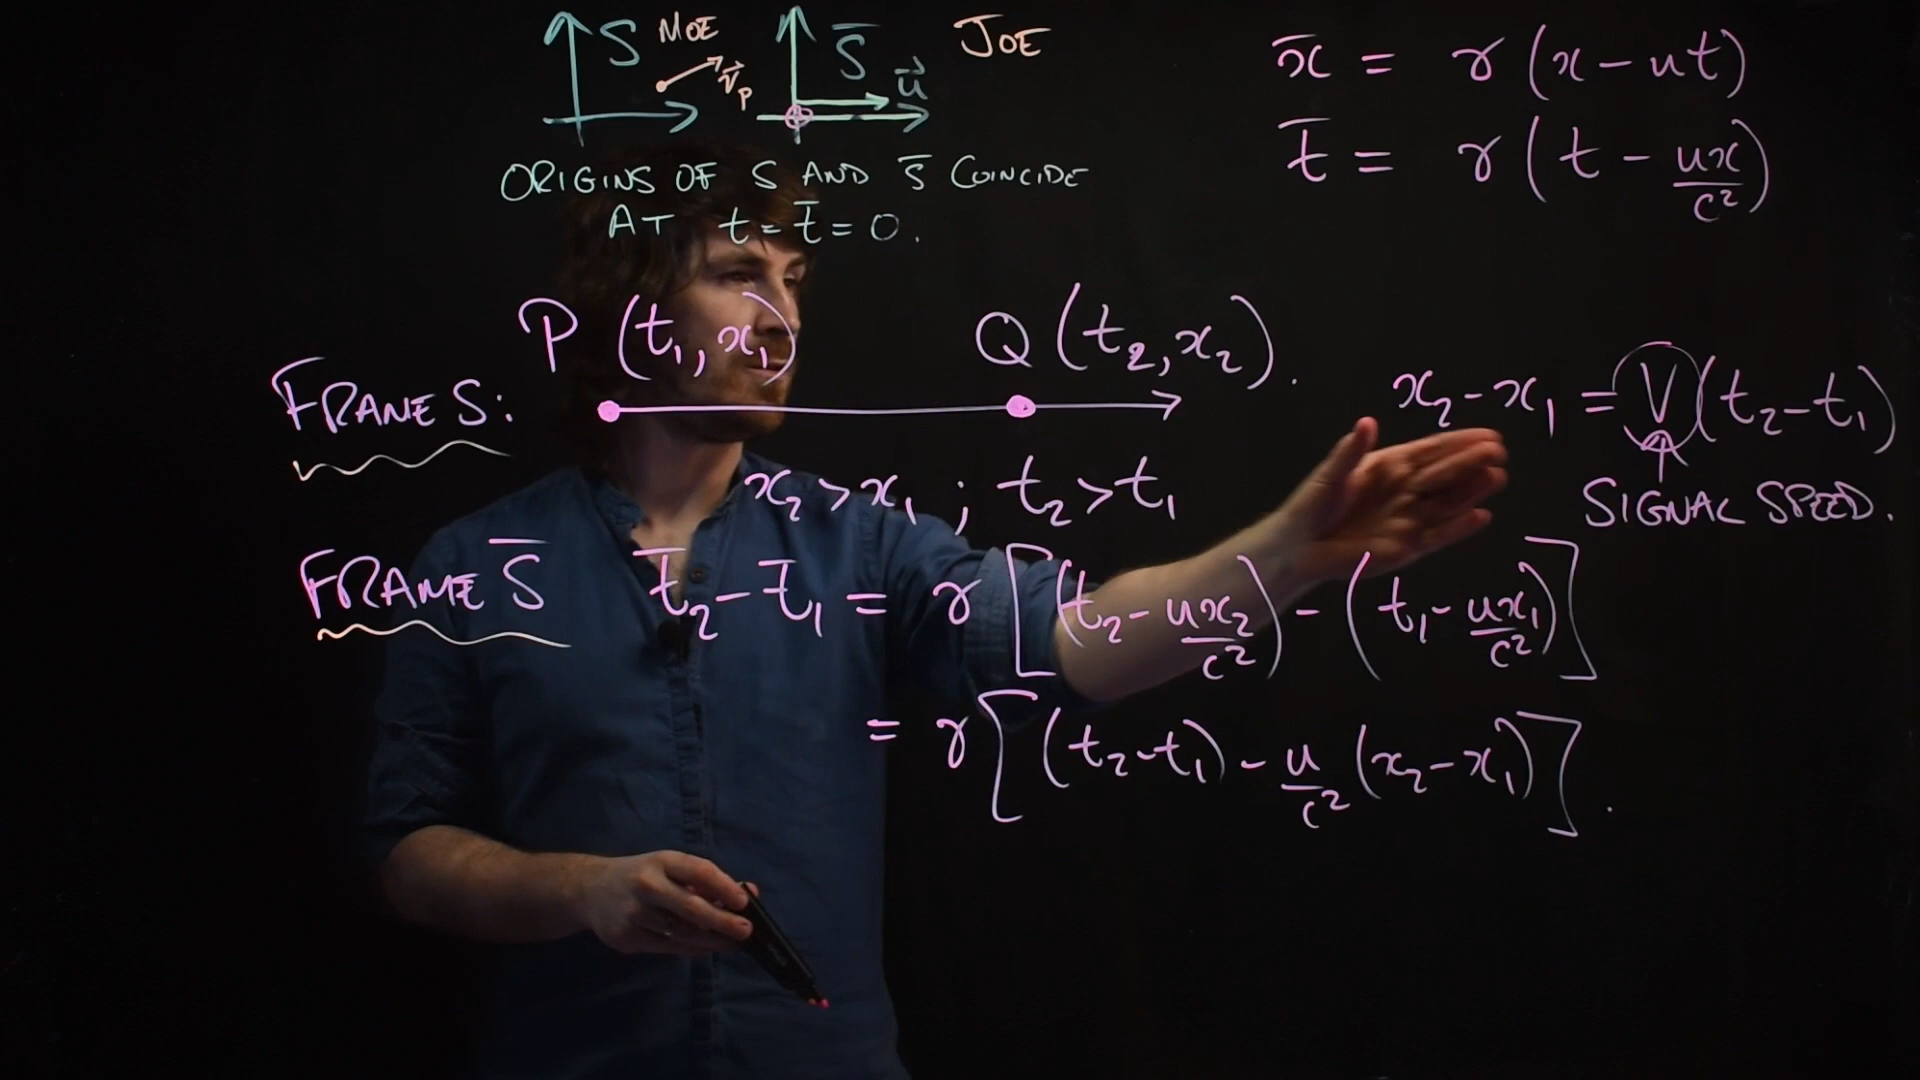 S MOE v⃗p S̄ u⃗ JOE
ORIGINS OF S AND S̄ COINCIDE
AT t = t̄ = 0.
x̄ = γ(x - ut)
t̄ = γ(t - ux/c²)
P (t₁, x₁) Q (t₂, x₂).
FRAME S:
x₂ > x₁ ; t₂ > t₁
x₂ - x₁ = V(t₂ - t₁)
SIGNAL SPEED.
FRAME S̄ t̄₂ - t̄₁ = γ[(t₂ - ux₂/c²) - (t₁ - ux₁/c²)]
= γ[(t₂ - t₁) - u/c² (x₂ - x₁)].